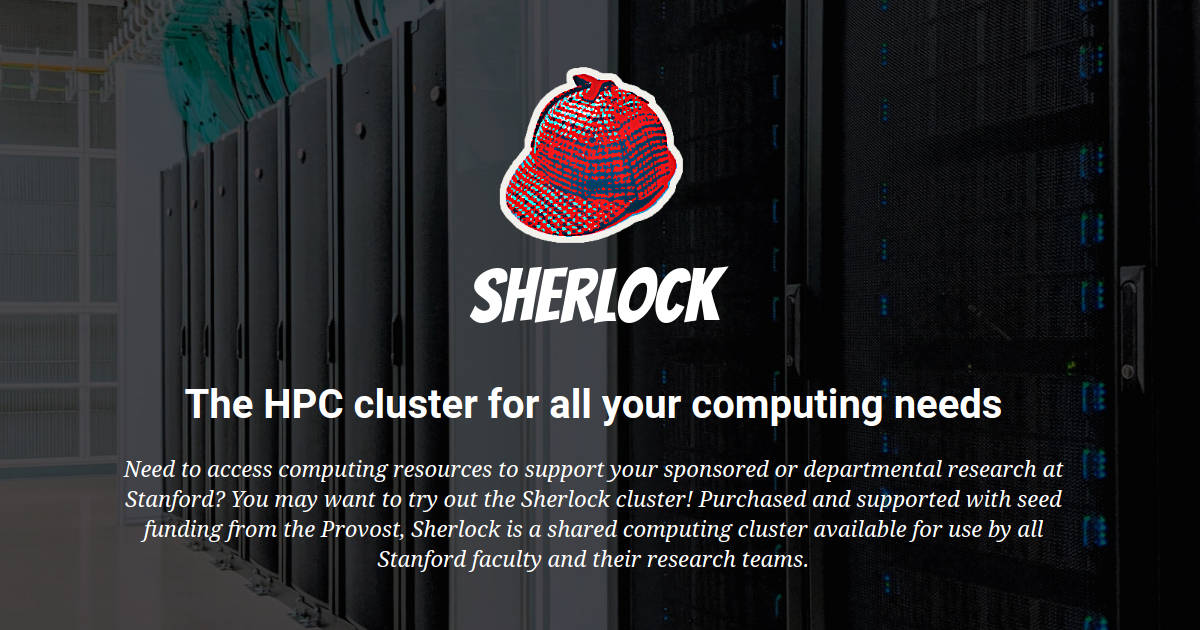 SHERLOCK
The HPC cluster for all your computing needs
Need to access computing resources to support your sponsored or departmental research at
Stanford? You may want to try out the Sherlock cluster! Purchased and supported with seed
funding from the Provost, Sherlock is a shared computing cluster available for use by all
Stanford faculty and their research teams.